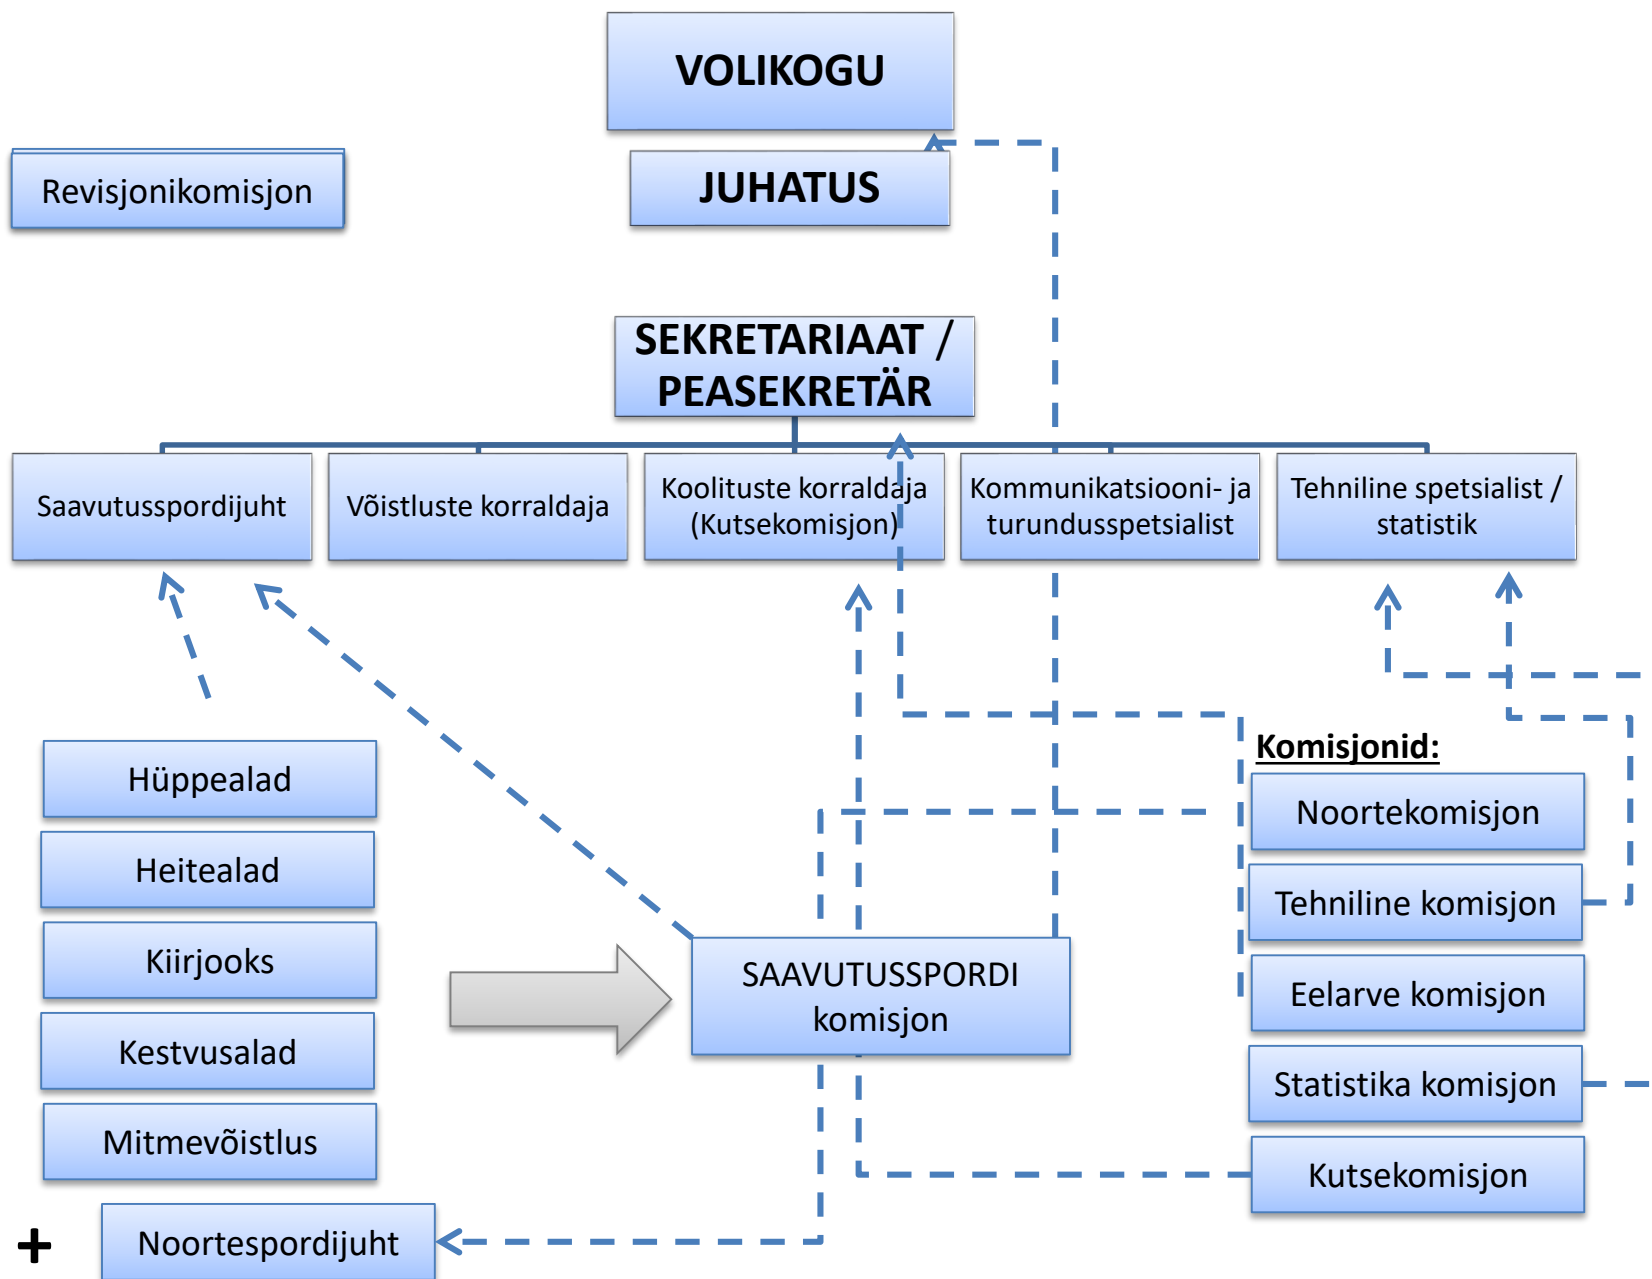 VOLIKOGU
Revisjonikomisjon
JUHATUS
SEKRETARIAAT /
PEASEKRETÄR
Saavutusspordijuht
Võistluste korraldaja
Koolituste korraldaja
(Kutsekomisjon)
Kommunikatsiooni- ja
turundusspetsialist
Tehniline spetsialist /
statistik
Hüppealad
Heitealad
Kiirjooks
Kestvusalad
Mitmevõistlus
+
Noortespordijuht
SAAVUTUSSPORDI
komisjon
Komisjonid:
Noortekomisjon
Tehniline komisjon
Eelarve komisjon
Statistika komisjon
Kutsekomisjon